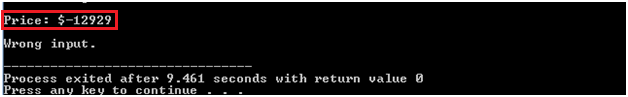 Price: $-12929
Wrong input.
--------------------------------
Process exited after 9.461 seconds with return value 0
Press any key to continue . . .